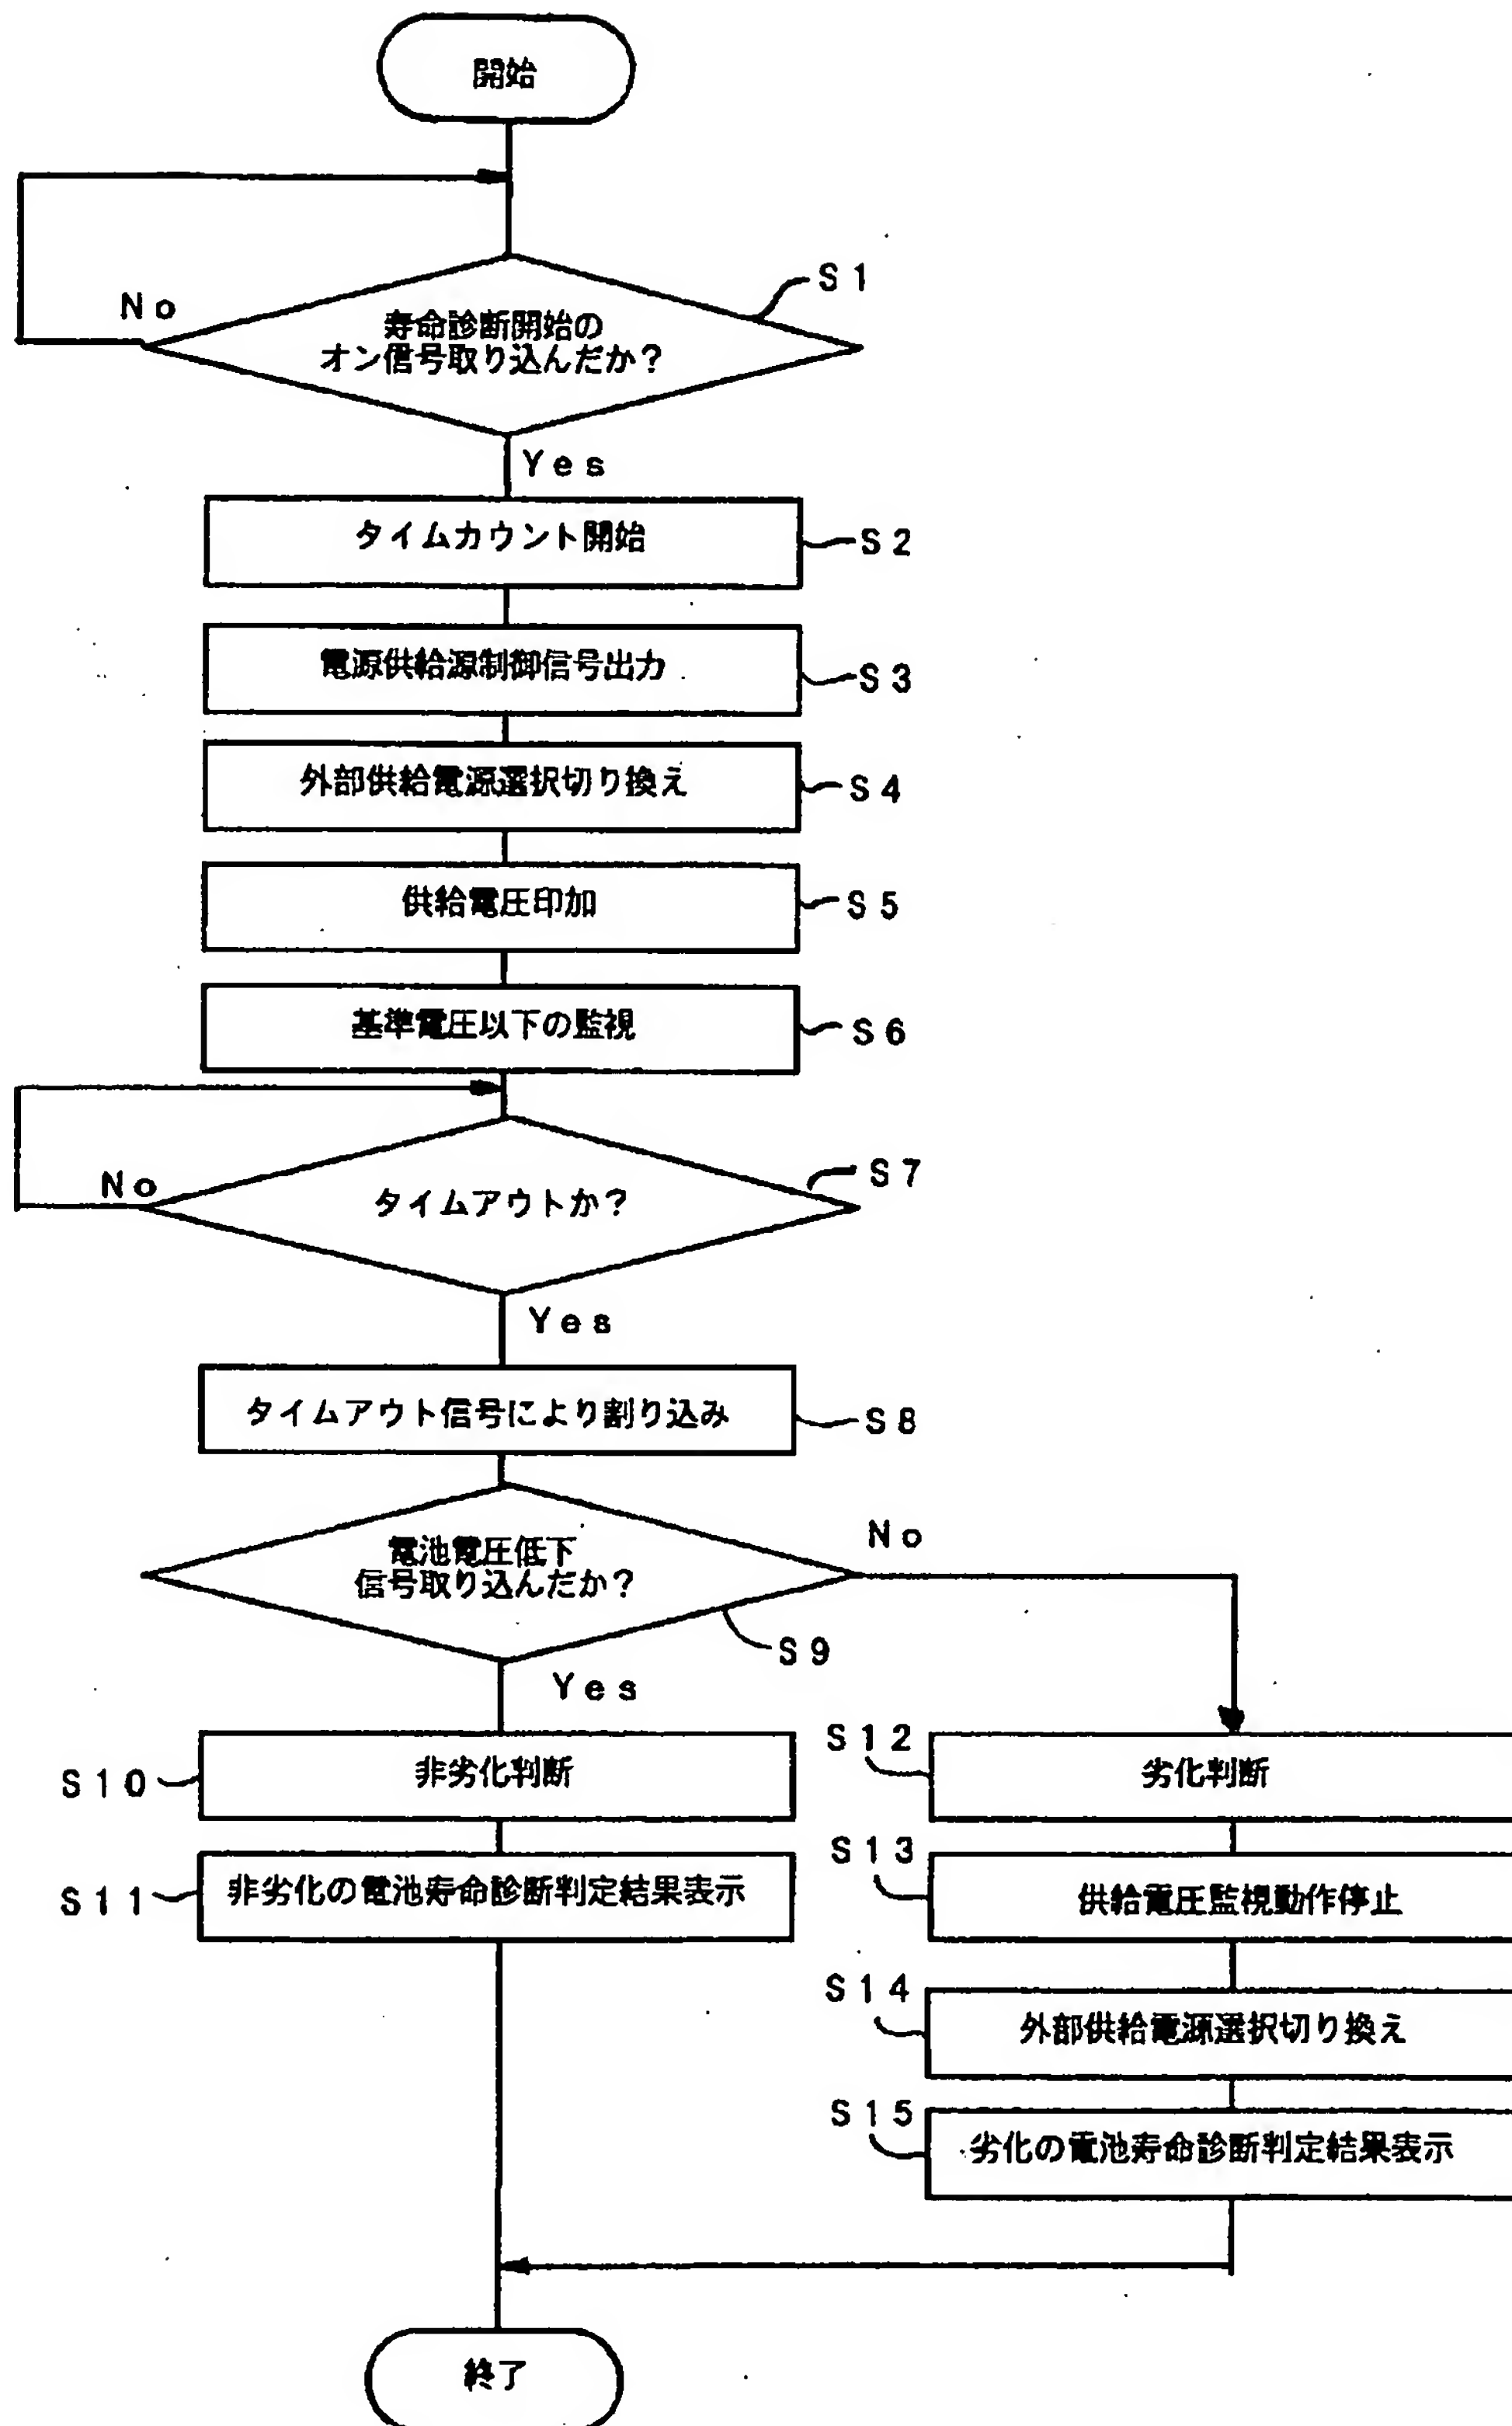 開始
No
S1
寿命診断開始の
オン信号取り込んだか？
Yes
タイムカウント開始
S2
電源供給源制御信号出力
S3
外部供給電源選択切り換え
S4
供給電圧印加
S5
基準電圧以下の監視
S6
No
タイムアウトか？
S7
Yes
タイムアウト信号により割り込み
S8
電池電圧低下
信号取り込んだか？
No
S9
Yes
S10
非劣化判断
S11
非劣化の電池寿命診断判定結果表示
S12
劣化判断
S13
供給電圧監視動作停止
S14
外部供給電源選択切り換え
S15
劣化の電池寿命診断判定結果表示
終了